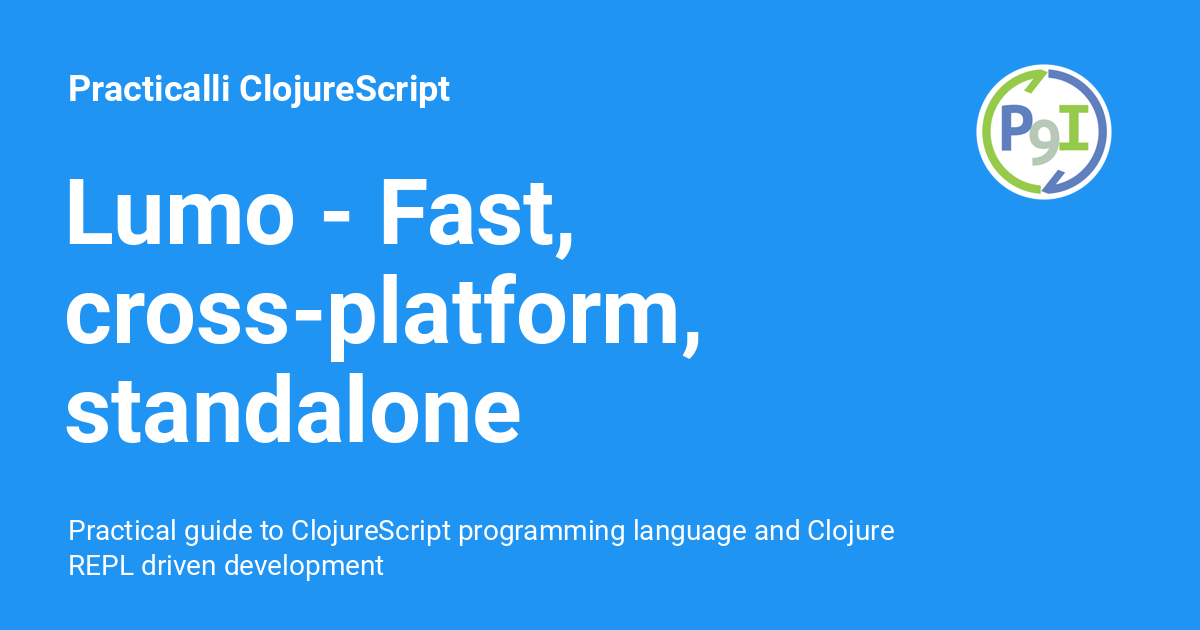 Practicalli ClojureScript
P9I
Lumo - Fast,
cross-platform,
standalone
Practical guide to ClojureScript programming language and Clojure
REPL driven development